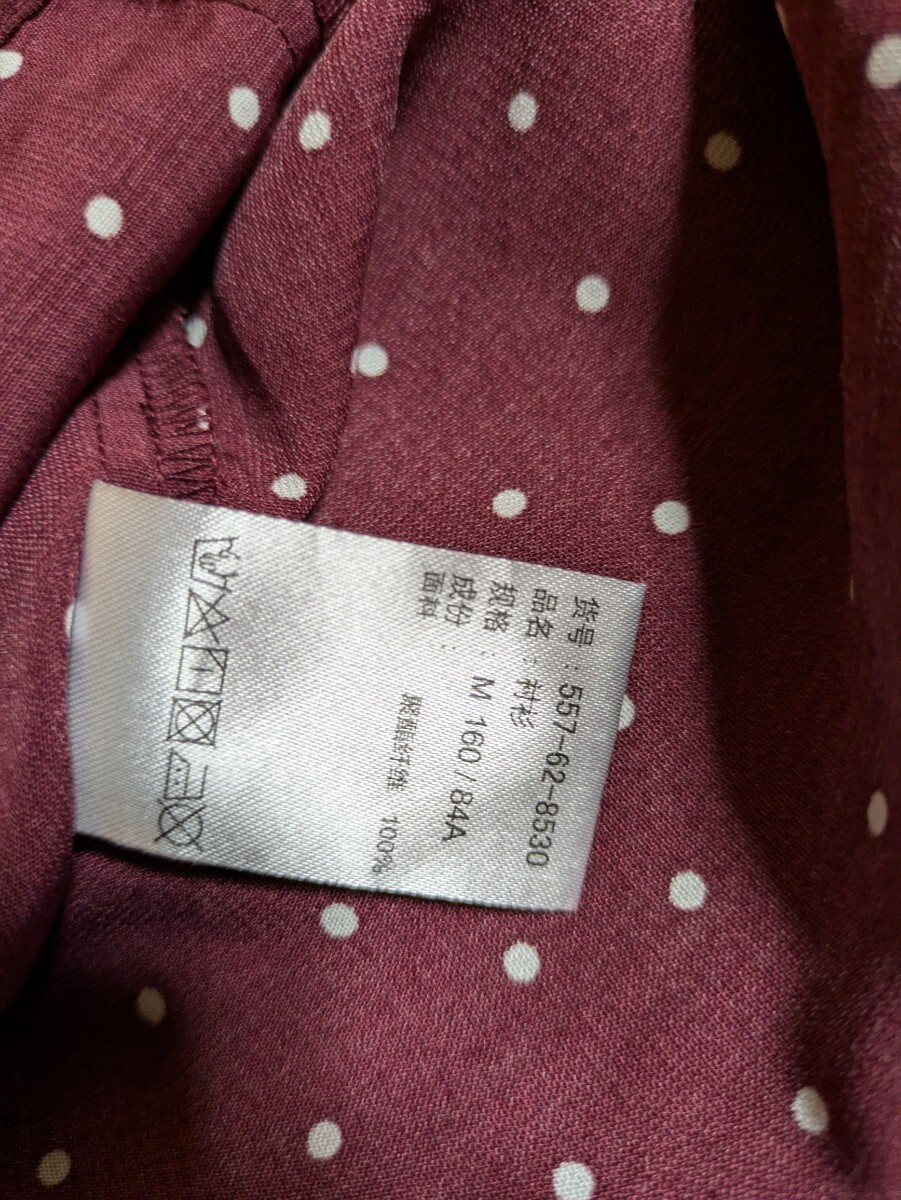 货号：557-62-8530
品名：衬衫
规格：M 160/84A
成份：
面料
聚酯纤维 100%